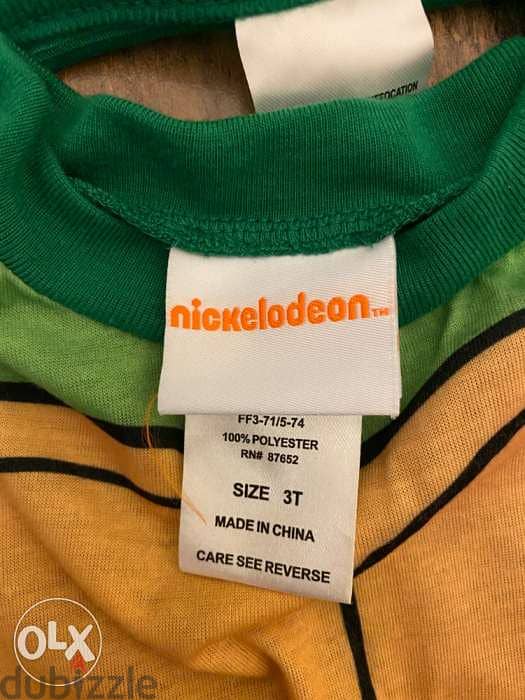 nickelodeon™
FF3-71/5-74
100% POLYESTER
RN# 87652
SIZE 3T
MADE IN CHINA
CARE SEE REVERSE
OLX
dubizzle